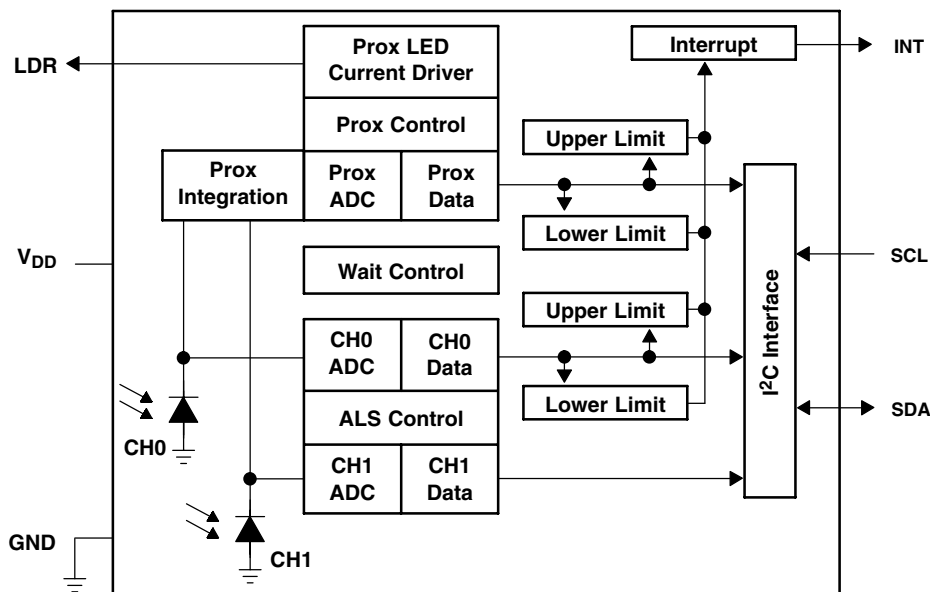 Prox LED
Current Driver
Interrupt
INT
LDR
Prox Control
Upper Limit
Prox
Integration
Prox
ADC
Prox
Data
Lower Limit
VDD
Wait Control
SCL
Upper Limit
I²C Interface
CH0
ADC
CH0
Data
Lower Limit
SDA
ALS Control
CH0
CH1
ADC
CH1
Data
GND
CH1